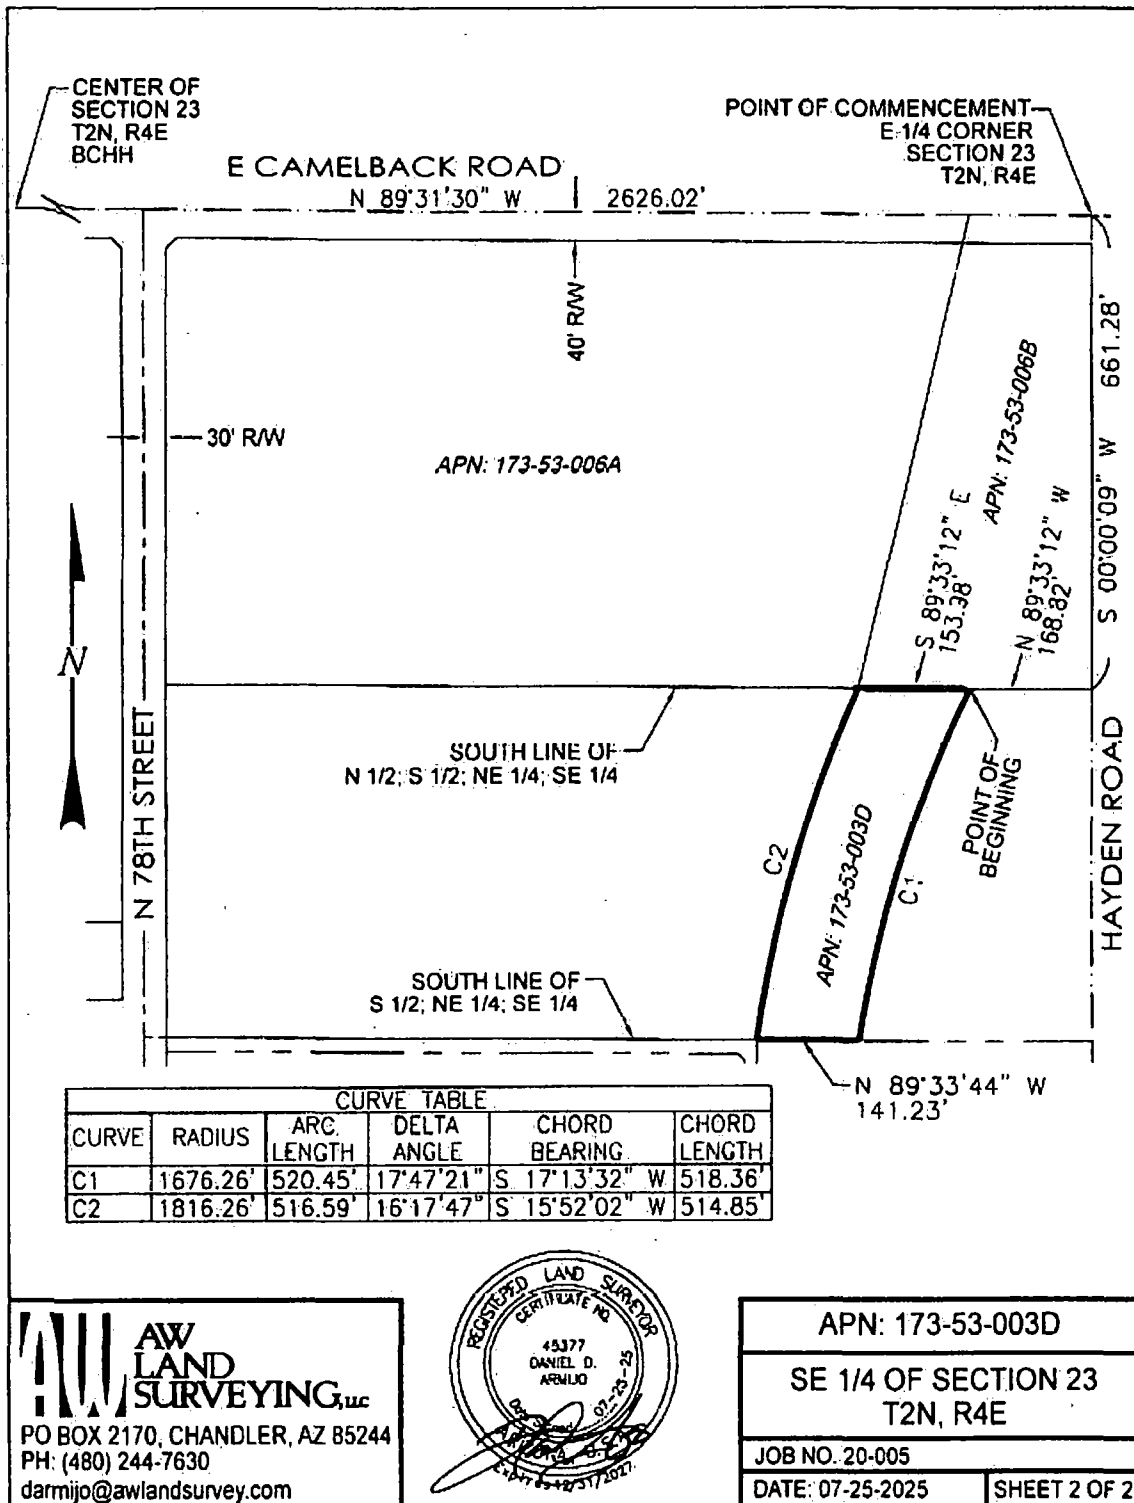 CENTER OF
SECTION 23
T2N, R4E
BCHH
POINT OF COMMENCEMENT
E 1/4 CORNER
SECTION 23
T2N, R4E
E CAMELBACK ROAD
N 89°31'30" W 2626.02'
40' R/W
30' R/W
APN: 173-53-006A
APN: 173-53-006B
S 00°00'09" W 661.28'
S 89°33'12" E
153.98'
N 89°33'12" W
168.82'
N
N 78TH STREET
SOUTH LINE OF
N 1/2; S 1/2; NE 1/4; SE 1/4
POINT OF
BEGINNING
HAYDEN ROAD
C2
APN: 173-53-003D
C1
SOUTH LINE OF
S 1/2; NE 1/4; SE 1/4
N 89°33'44" W
141.23'
CURVE TABLE
CURVE RADIUS ARC LENGTH DELTA ANGLE CHORD BEARING CHORD LENGTH
C1 1676.26' 520.45' 17°47'21" S 17°13'32" W 518.36'
C2 1816.26' 516.59' 16°17'47" S 15°52'02" W 514.85'
AW
AW
LAND
SURVEYING, LLC
PO BOX 2170, CHANDLER, AZ 85244
PH: (480) 244-7630
darmijo@awlandsurvey.com
REGISTERED LAND SURVEYOR
CERTIFICATE NO.
45377
DANIEL D.
ARMIJO
Date Signed 07-25-25
ARIZONA, U.S.A.
Expires 12/31/2027
APN: 173-53-003D
SE 1/4 OF SECTION 23
T2N, R4E
JOB NO. 20-005
DATE: 07-25-2025 SHEET 2 OF 2